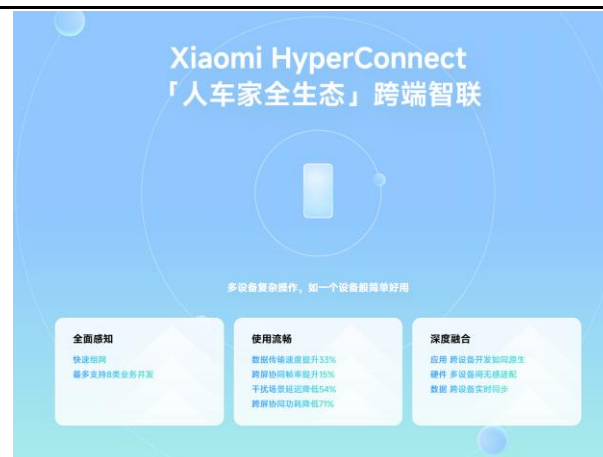 Xiaomi HyperConnect
「人车家全生态」跨端智联
多设备复杂操作，如一个设备般简单好用
全面感知
快速组网
最多支持8类业务并发
使用流畅
数据传输速度提升33%
跨屏协同帧率提升15%
干扰场景延迟降低54%
跨屏协同功耗降低71%
深度融合
应用 跨设备开发如同原生
硬件 多设备间无感适配
数据 跨设备实时同步